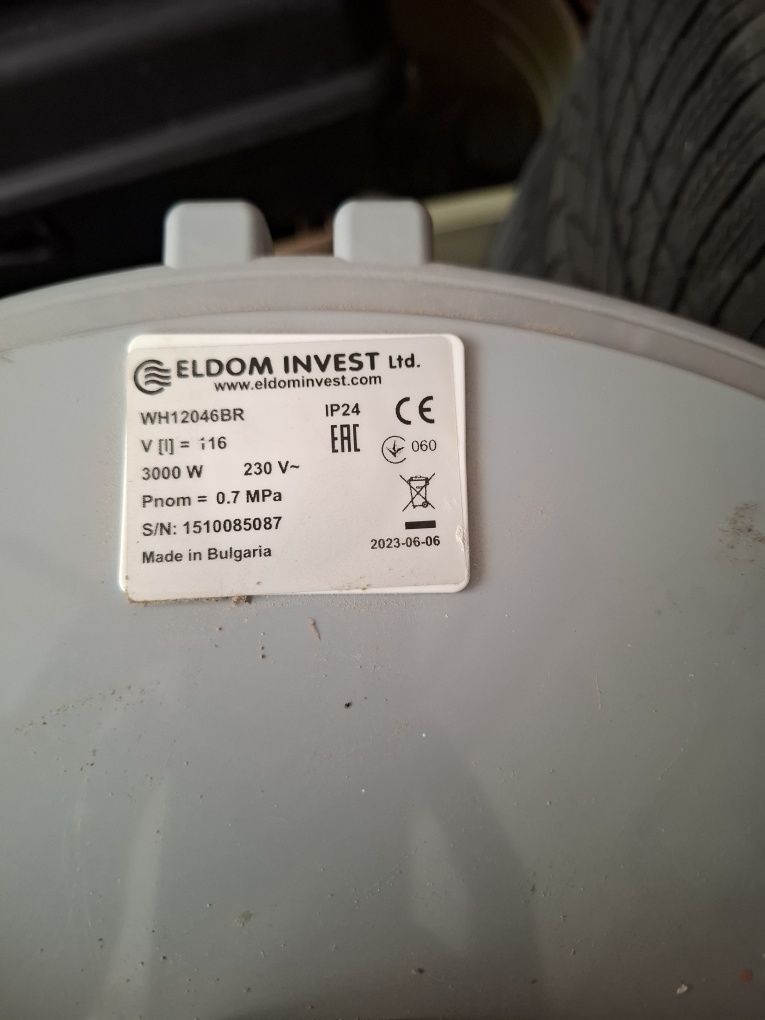 ELDOM INVEST Ltd.
www.eldominvest.com
WH12046BR
IP24
CE
V [l] = 116
EAC
060
3000 W 230 V~
Pnom = 0.7 MPa
S/N: 1510085087
2023-06-06
Made in Bulgaria